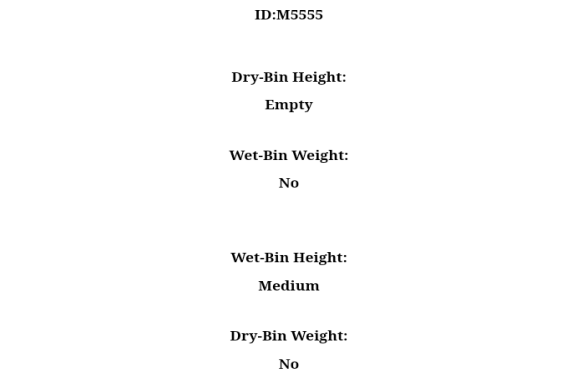 ID:M5555
Dry-Bin Height:
Empty
Wet-Bin Weight:
No
Wet-Bin Height:
Medium
Dry-Bin Weight:
No